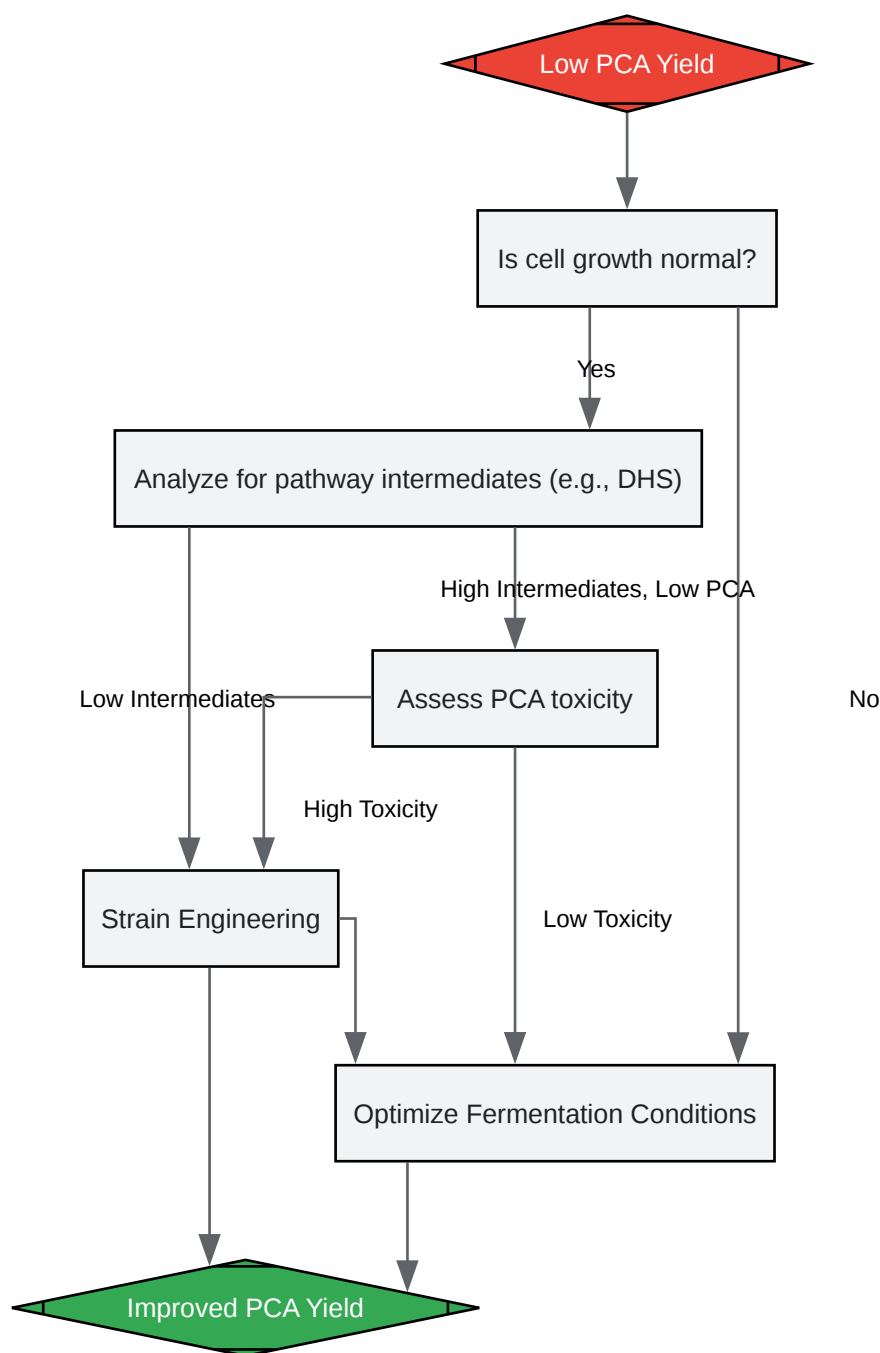 Low PCA Yield
Is cell growth normal?
Yes
Analyze for pathway intermediates (e.g., DHS)
High Intermediates, Low PCA
Low Intermediates
Assess PCA toxicity
No
High Toxicity
Strain Engineering
Low Toxicity
Optimize Fermentation Conditions
Improved PCA Yield